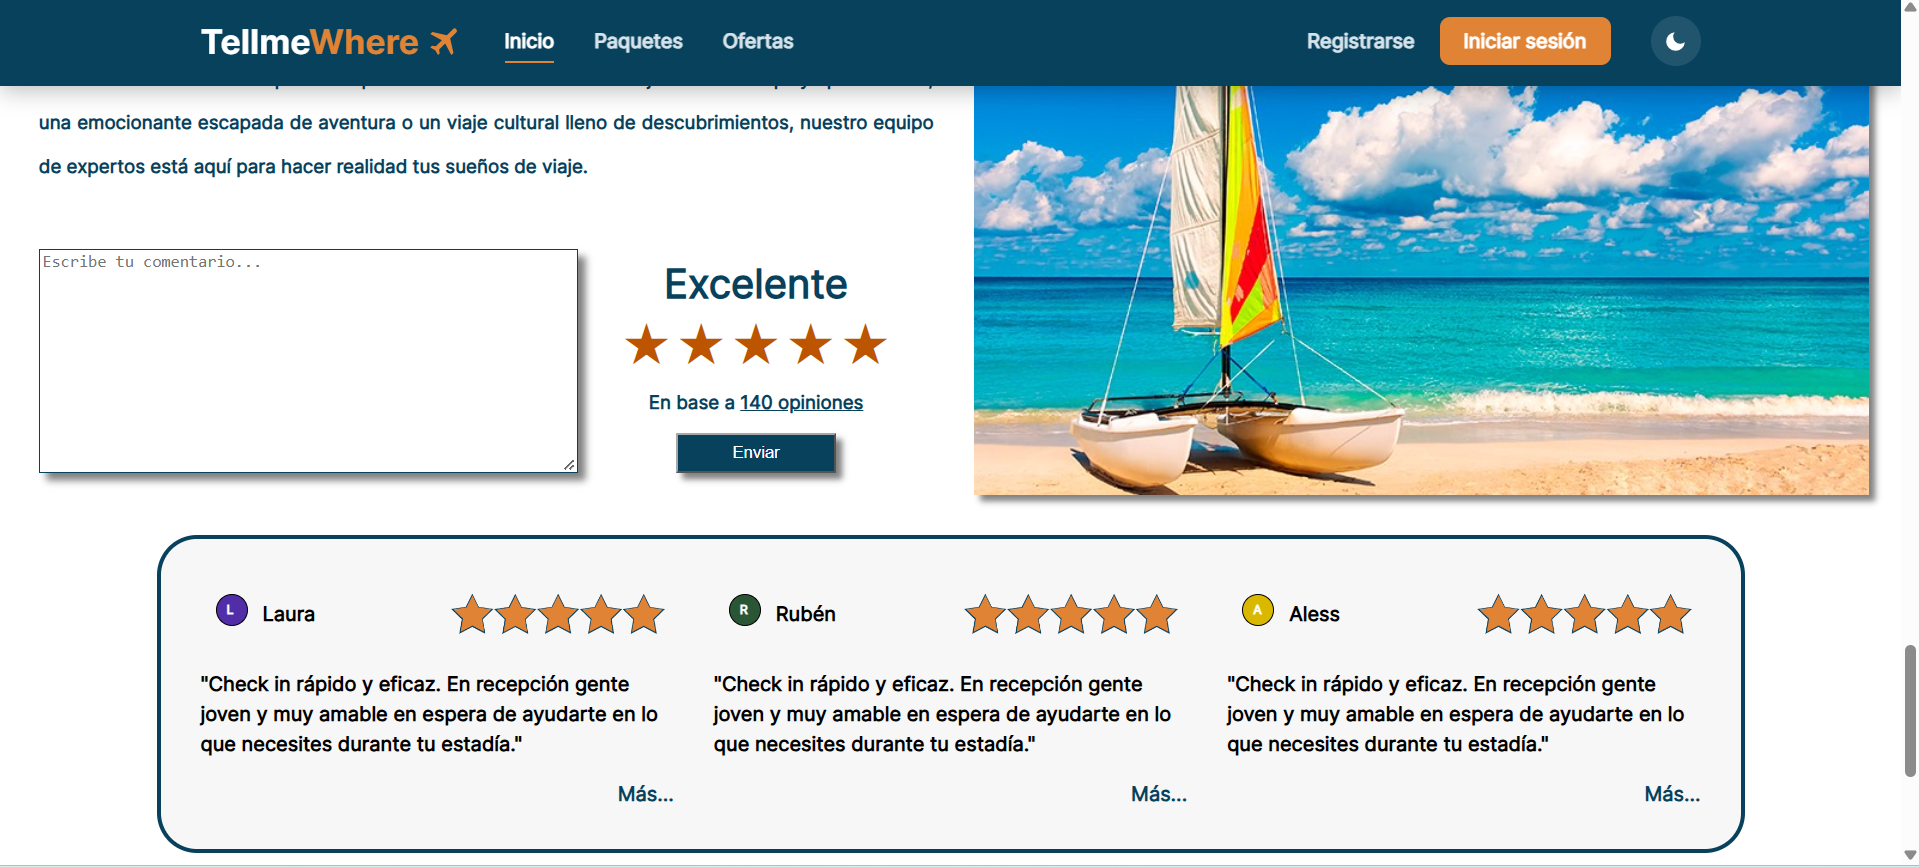 TellmeWhere
Inicio
Paquetes
Ofertas
Registrarse
Iniciar sesión
una emocionante escapada de aventura o un viaje cultural lleno de descubrimientos, nuestro equipo
de expertos está aquí para hacer realidad tus sueños de viaje.
Escribe tu comentario...
Excelente
En base a 140 opiniones
Enviar
L
Laura
"Check in rápido y eficaz. En recepción gente
joven y muy amable en espera de ayudarte en lo
que necesites durante tu estadía."
Más...
R
Rubén
"Check in rápido y eficaz. En recepción gente
joven y muy amable en espera de ayudarte en lo
que necesites durante tu estadía."
Más...
A
Aless
"Check in rápido y eficaz. En recepción gente
joven y muy amable en espera de ayudarte en lo
que necesites durante tu estadía."
Más...